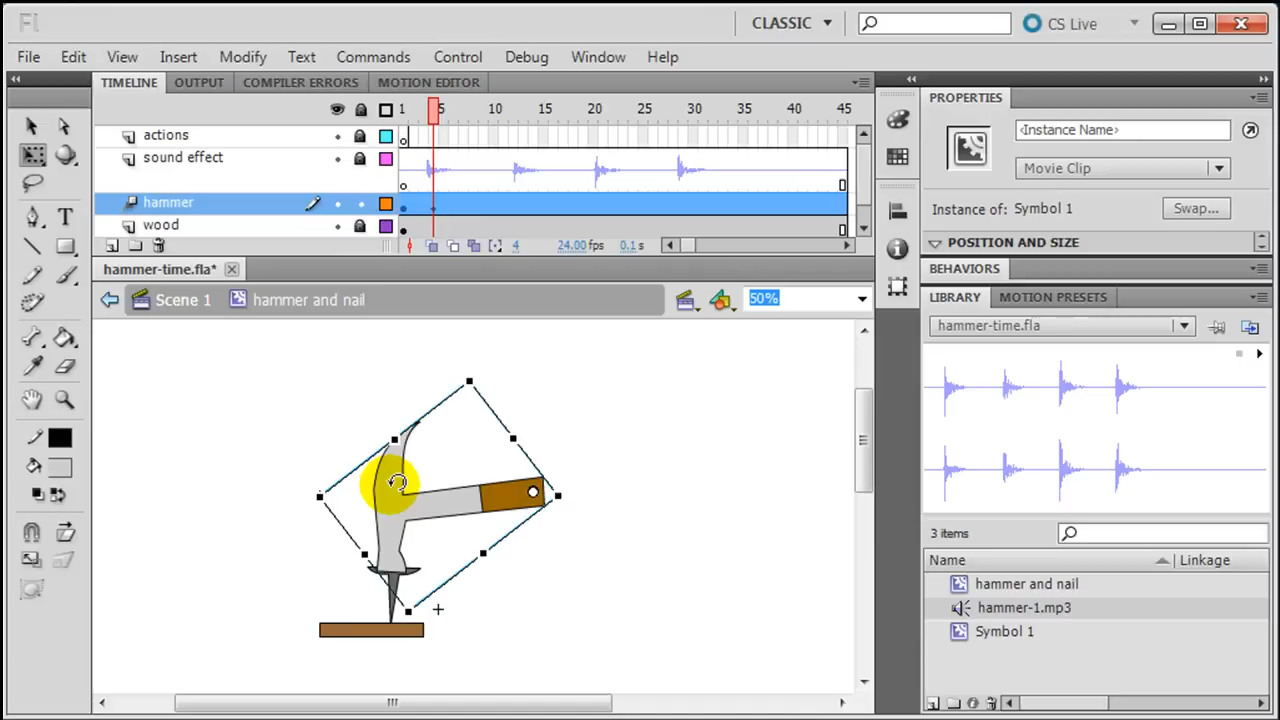 Fl
CLASSIC
CS Live
File Edit View Insert Modify Text Commands Control Debug Window Help
TIMELINE OUTPUT COMPILER ERRORS MOTION EDITOR
1 5 10 15 20 25 30 35 40 45
actions
sound effect
hammer
wood
4 24.00 fps 0.1 s
hammer-time.fla*
Scene 1 hammer and nail 50%
PROPERTIES
<Instance Name>
Movie Clip
Instance of: Symbol 1 Swap...
POSITION AND SIZE
BEHAVIORS
LIBRARY MOTION PRESETS
hammer-time.fla
3 items
Name Linkage
hammer and nail
hammer-1.mp3
Symbol 1